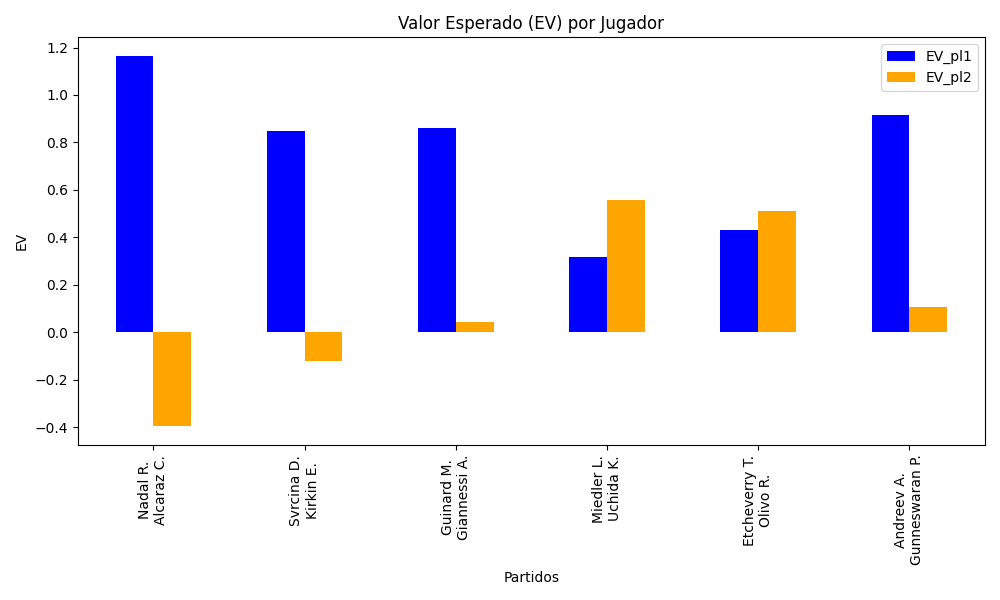 Valor Esperado (EV) por Jugador
EV_pl1
EV_pl2
1.2
1.0
0.8
0.6
0.4
0.2
0.0
−0.2
−0.4
EV
Nadal R.
Alcaraz C.
Svrcina D.
Kirkin E.
Guinard M.
Giannessi A.
Miedler L.
Uchida K.
Etcheverry T.
Olivo R.
Andreev A.
Gunneswaran P.
Partidos